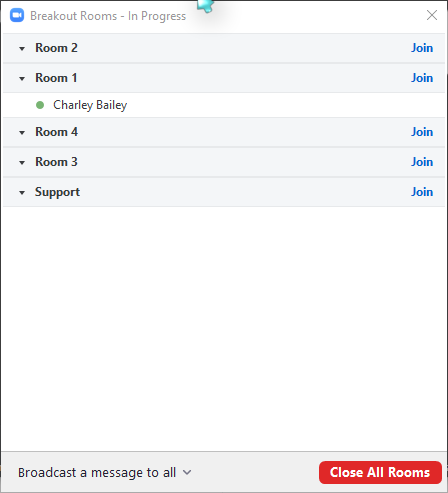 Breakout Rooms - In Progress
Room 2 Join
Room 1 Join
Charley Bailey
Room 4 Join
Room 3 Join
Support Join
Broadcast a message to all Close All Rooms